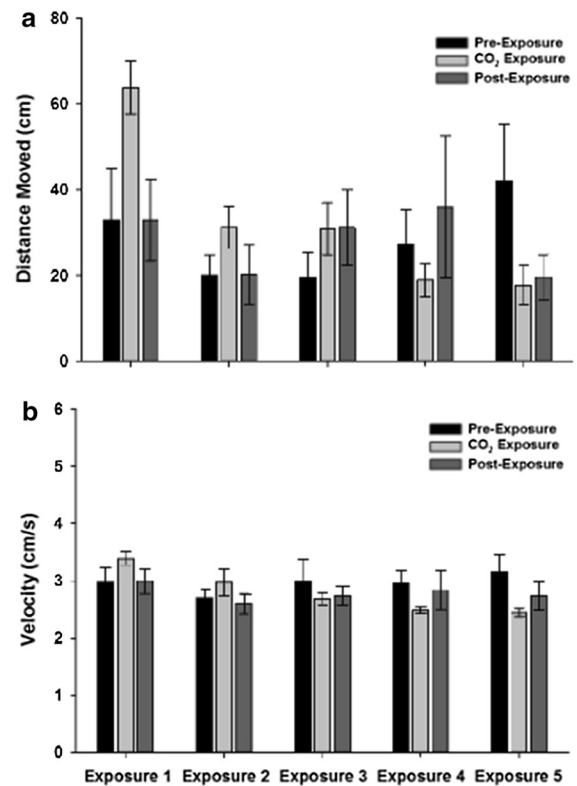 a
80
60
40
20
0
Distance Moved (cm)
Pre-Exposure
CO₂ Exposure
Post-Exposure
b
6
5
4
3
2
1
0
Velocity (cm/s)
Pre-Exposure
CO₂ Exposure
Post-Exposure
Exposure 1 Exposure 2 Exposure 3 Exposure 4 Exposure 5